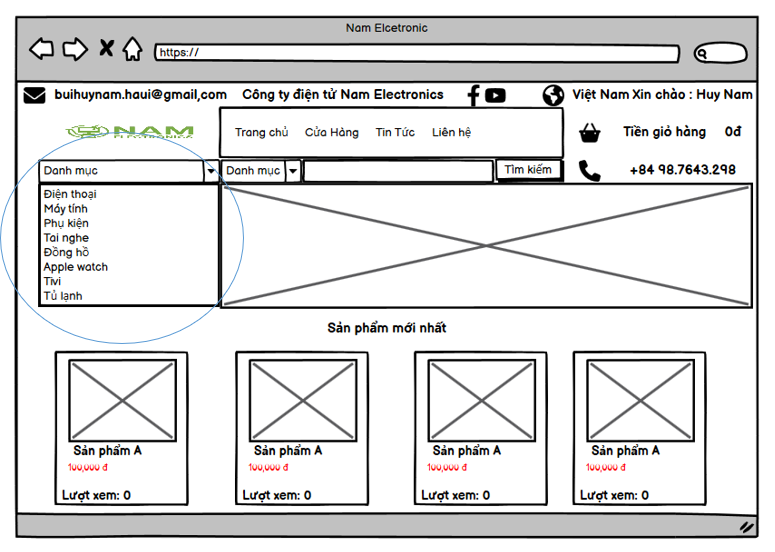 Nam Elcetronic
https://
buihuynam.haui@gmail,com Công ty điện tử Nam Electronics Việt Nam Xin chào : Huy Nam
NAM
ELECTRONICA
Trang chủ Cửa Hàng Tin Tức Liên hệ
Tiền giỏ hàng 0đ
Danh mục Danh mục Tìm kiếm +84 98.7643.298
Điện thoại
Máy tính
Phụ kiện
Tai nghe
Đồng hồ
Apple watch
Tivi
Tủ lạnh
Sản phẩm mới nhất
Sản phẩm A Sản phẩm A Sản phẩm A Sản phẩm A
100,000 đ 100,000 đ 100,000 đ 100,000 đ
Lượt xem: 0 Lượt xem: 0 Lượt xem: 0 Lượt xem: 0